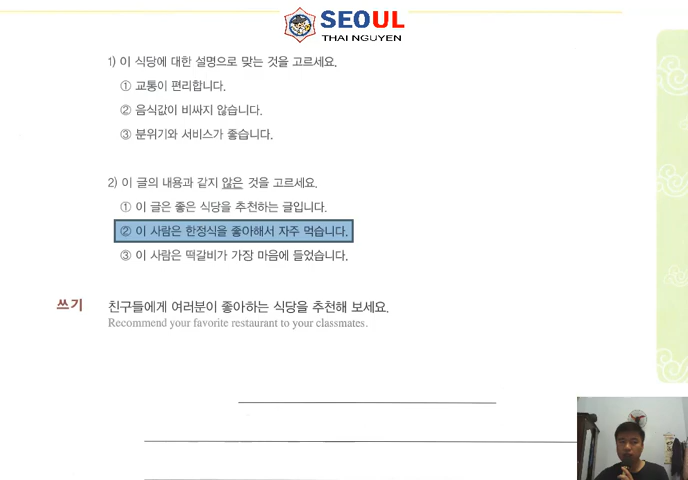 SEOUL
THAI NGUYEN
1) 이 식당에 대한 설명으로 맞는 것을 고르세요.
① 교통이 편리합니다.
② 음식값이 비싸지 않습니다.
③ 분위기와 서비스가 좋습니다.
2) 이 글의 내용과 같지 않은 것을 고르세요.
① 이 글은 좋은 식당을 추천하는 글입니다.
② 이 사람은 한정식을 좋아해서 자주 먹습니다.
③ 이 사람은 떡갈비가 가장 마음에 들었습니다.
쓰기 친구들에게 여러분이 좋아하는 식당을 추천해 보세요.
Recommend your favorite restaurant to your classmates.